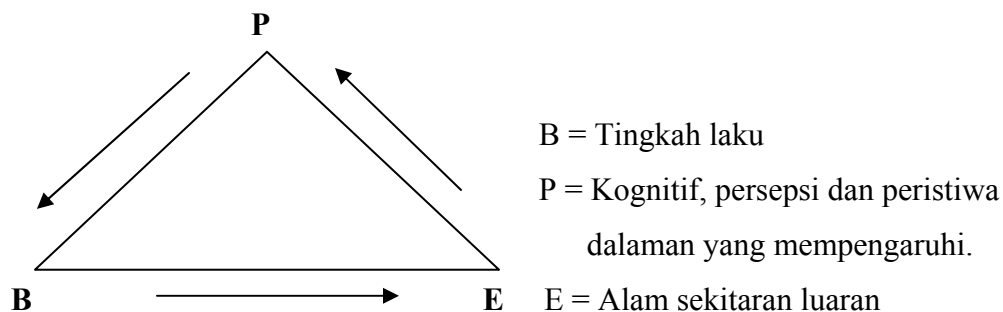 P
B = Tingkah laku
P = Kognitif, persepsi dan peristiwa
dalaman yang mempengaruhi.
B E E = Alam sekitaran luaran